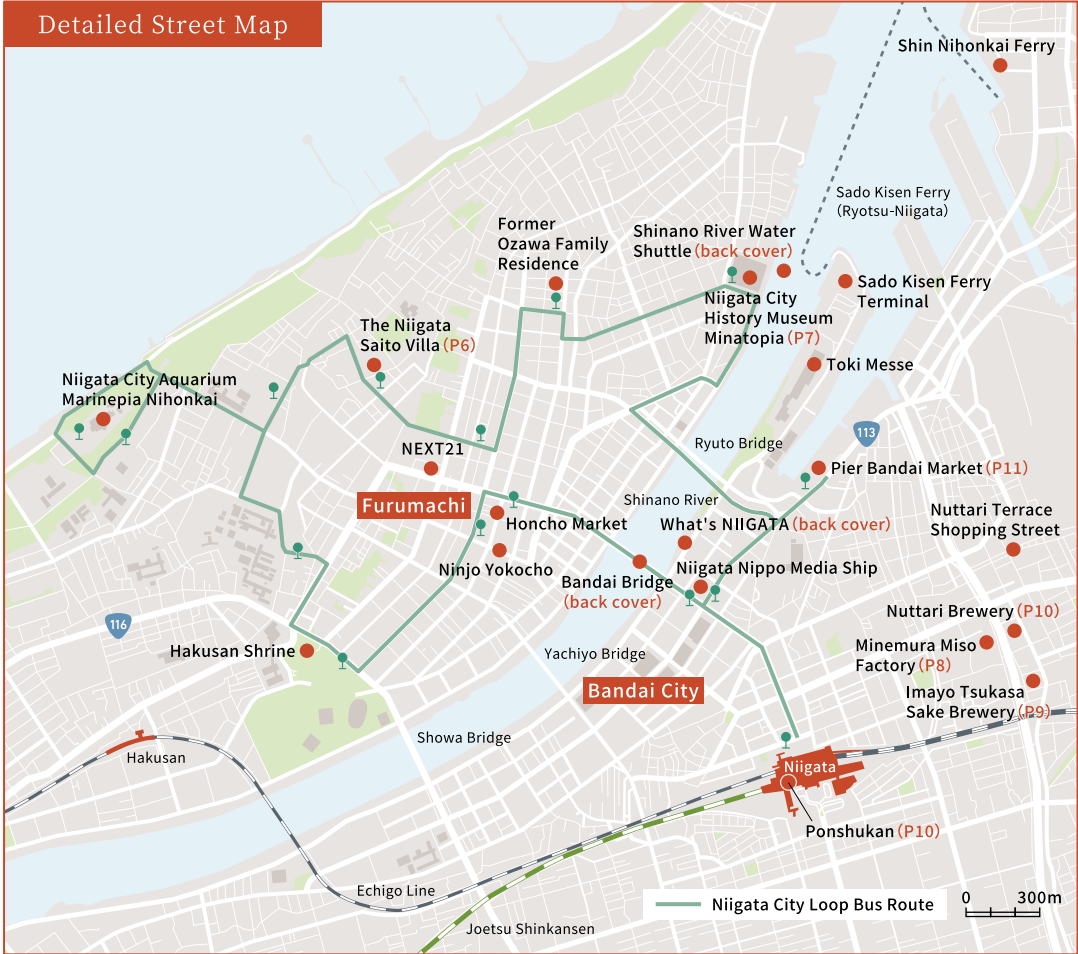 Detailed Street Map
Shin Nihonkai Ferry
Sado Kisen Ferry
(Ryotsu-Niigata)
Former
Ozawa Family
Residence
Shinano River Water
Shuttle (back cover)
Sado Kisen Ferry
Terminal
Niigata City
History Museum
Minatopia (P7)
The Niigata
Saito Villa (P6)
Toki Messe
Niigata City Aquarium
Marinepia Nihonkai
NEXT21
Ryuto Bridge
113
Pier Bandai Market (P11)
Furumachi
Shinano River
Honcho Market
What's NIIGATA (back cover)
Nuttari Terrace
Shopping Street
Ninjo Yokocho
Niigata Nippo Media Ship
Bandai Bridge
(back cover)
Nuttari Brewery (P10)
116
Hakusan Shrine
Yachiyo Bridge
Minemura Miso
Factory (P8)
Bandai City
Imayo Tsukasa
Sake Brewery (P9)
Showa Bridge
Hakusan
Niigata
Ponshukan (P10)
Echigo Line
Niigata City Loop Bus Route
0 300m
Joetsu Shinkansen